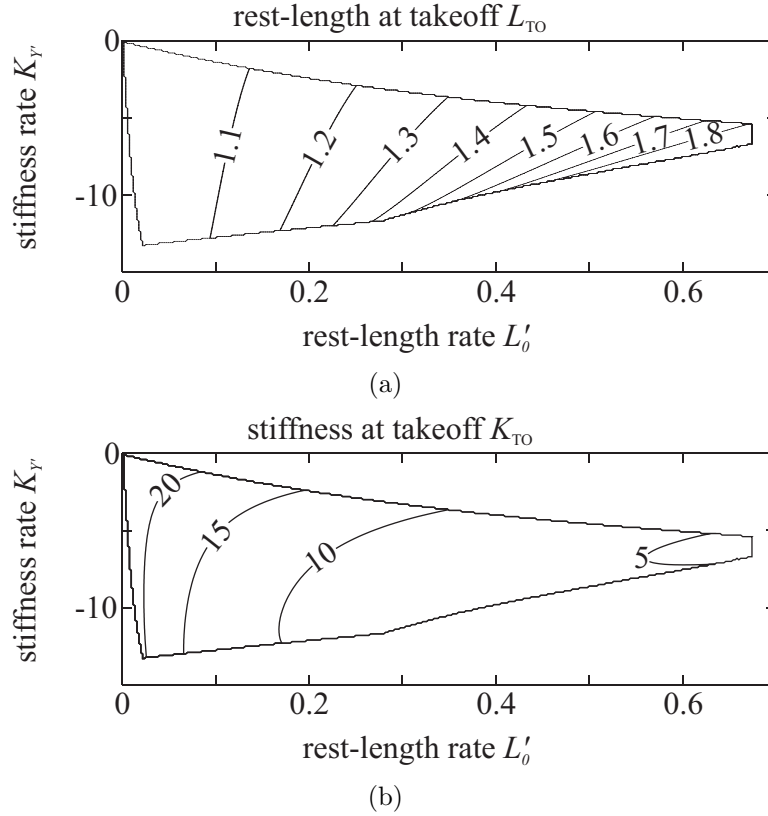 rest-length at takeoff L_TO
stiffness rate K_Y'
0
-10
1.1
1.2
1.3
1.4
1.5
1.6
1.7
1.8
0 0.2 0.4 0.6
rest-length rate L'_0
(a)
stiffness at takeoff K_TO
stiffness rate K_Y'
0
-10
20
15
10
5
0 0.2 0.4 0.6
rest-length rate L'_0
(b)